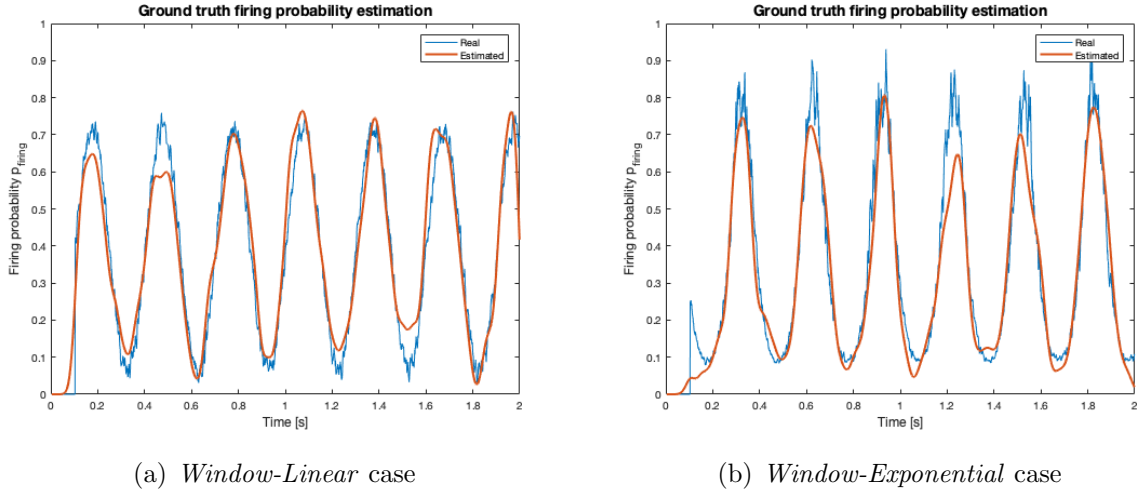 Ground truth firing probability estimation
1
0.9
0.8
0.7
0.6
0.5
0.4
0.3
0.2
0.1
0
Firing probability p_firing
Real
Estimated
0 0.2 0.4 0.6 0.8 1 1.2 1.4 1.6 1.8 2
Time [s]
(a) Window-Linear case
Ground truth firing probability estimation
1
0.9
0.8
0.7
0.6
0.5
0.4
0.3
0.2
0.1
0
Firing probability p_firing
Real
Estimated
0 0.2 0.4 0.6 0.8 1 1.2 1.4 1.6 1.8 2
Time [s]
(b) Window-Exponential case